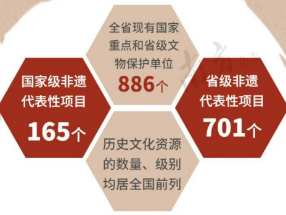 全省现有国家
重点和省级文
物保护单位
886个
国家级非遗
代表性项目
165个
省级非遗
代表性项目
701个
历史文化资源
的数量、级别
均居全国前列